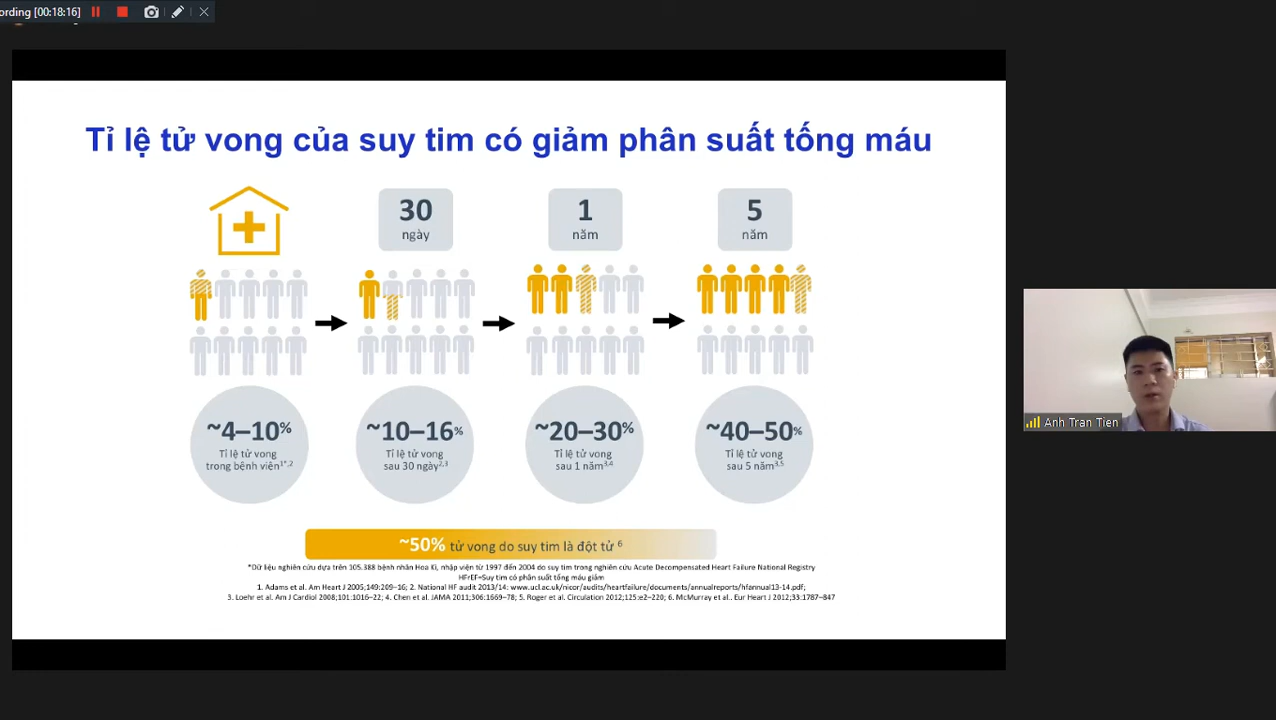 ording [00:18:16]
Tỉ lệ tử vong của suy tim có giảm phân suất tống máu
30
ngày
1
năm
5
năm
~4–10%
Tỉ lệ tử vong
trong bệnh viện1*,2
~10–16%
Tỉ lệ tử vong
sau 30 ngày2,3
~20–30%
Tỉ lệ tử vong
sau 1 năm3,4
~40–50%
Tỉ lệ tử vong
sau 5 năm3,5
~50% tử vong do suy tim là đột tử 6
*Dữ liệu nghiên cứu dựa trên 105.388 bệnh nhân Hoa Kì, nhập viện từ 1997 đến 2004 do suy tim trong nghiên cứu Acute Decompensated Heart Failure National Registry
HFrEF=Suy tim có phân suất tống máu giảm
1. Adams et al. Am Heart J 2005;149:209–16; 2. National HF audit 2013/14: www.ucl.ac.uk/nicor/audits/heartfailure/documents/annualreports/hfannual13-14.pdf;
3. Loehr et al. Am J Cardiol 2008;101:1016–22; 4. Chen et al. JAMA 2011;306:1669–78; 5. Roger et al. Circulation 2012;125:e2–220; 6. McMurray et al.. Eur Heart J 2012;33:1787–847
Anh Tran Tien